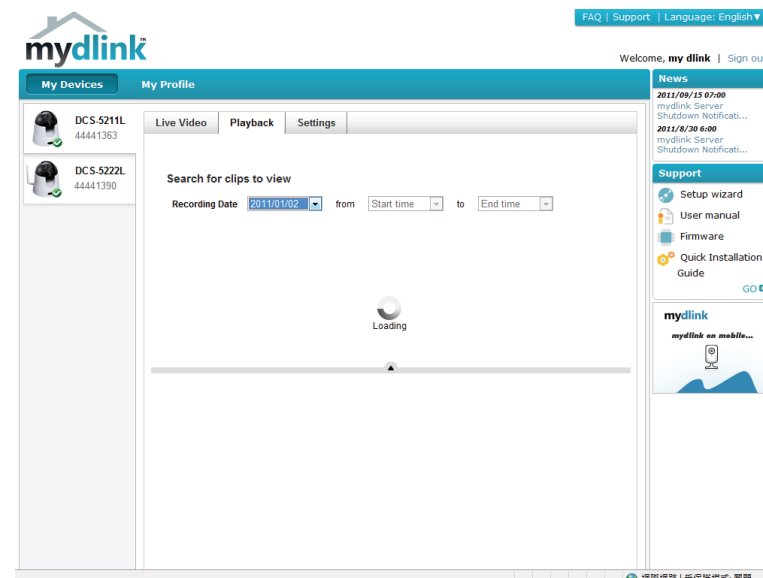 FAQ | Support | Language: English
mydlink
Welcome, my dlink | Sign ou
My Devices
My Profile
DCS-5211L
44441363
DCS-5222L
44441390
Live Video
Playback
Settings
Search for clips to view
Recording Date 2011/01/02 from Start time to End time
Loading
News
2011/09/15 07:00
mydlink Server
Shutdown Notificati...
2011/8/30 6:00
mydlink Server
Shutdown Notificati...
Support
Setup wizard
User manual
Firmware
Quick Installation
Guide
GO
mydlink
mydlink on mobile...